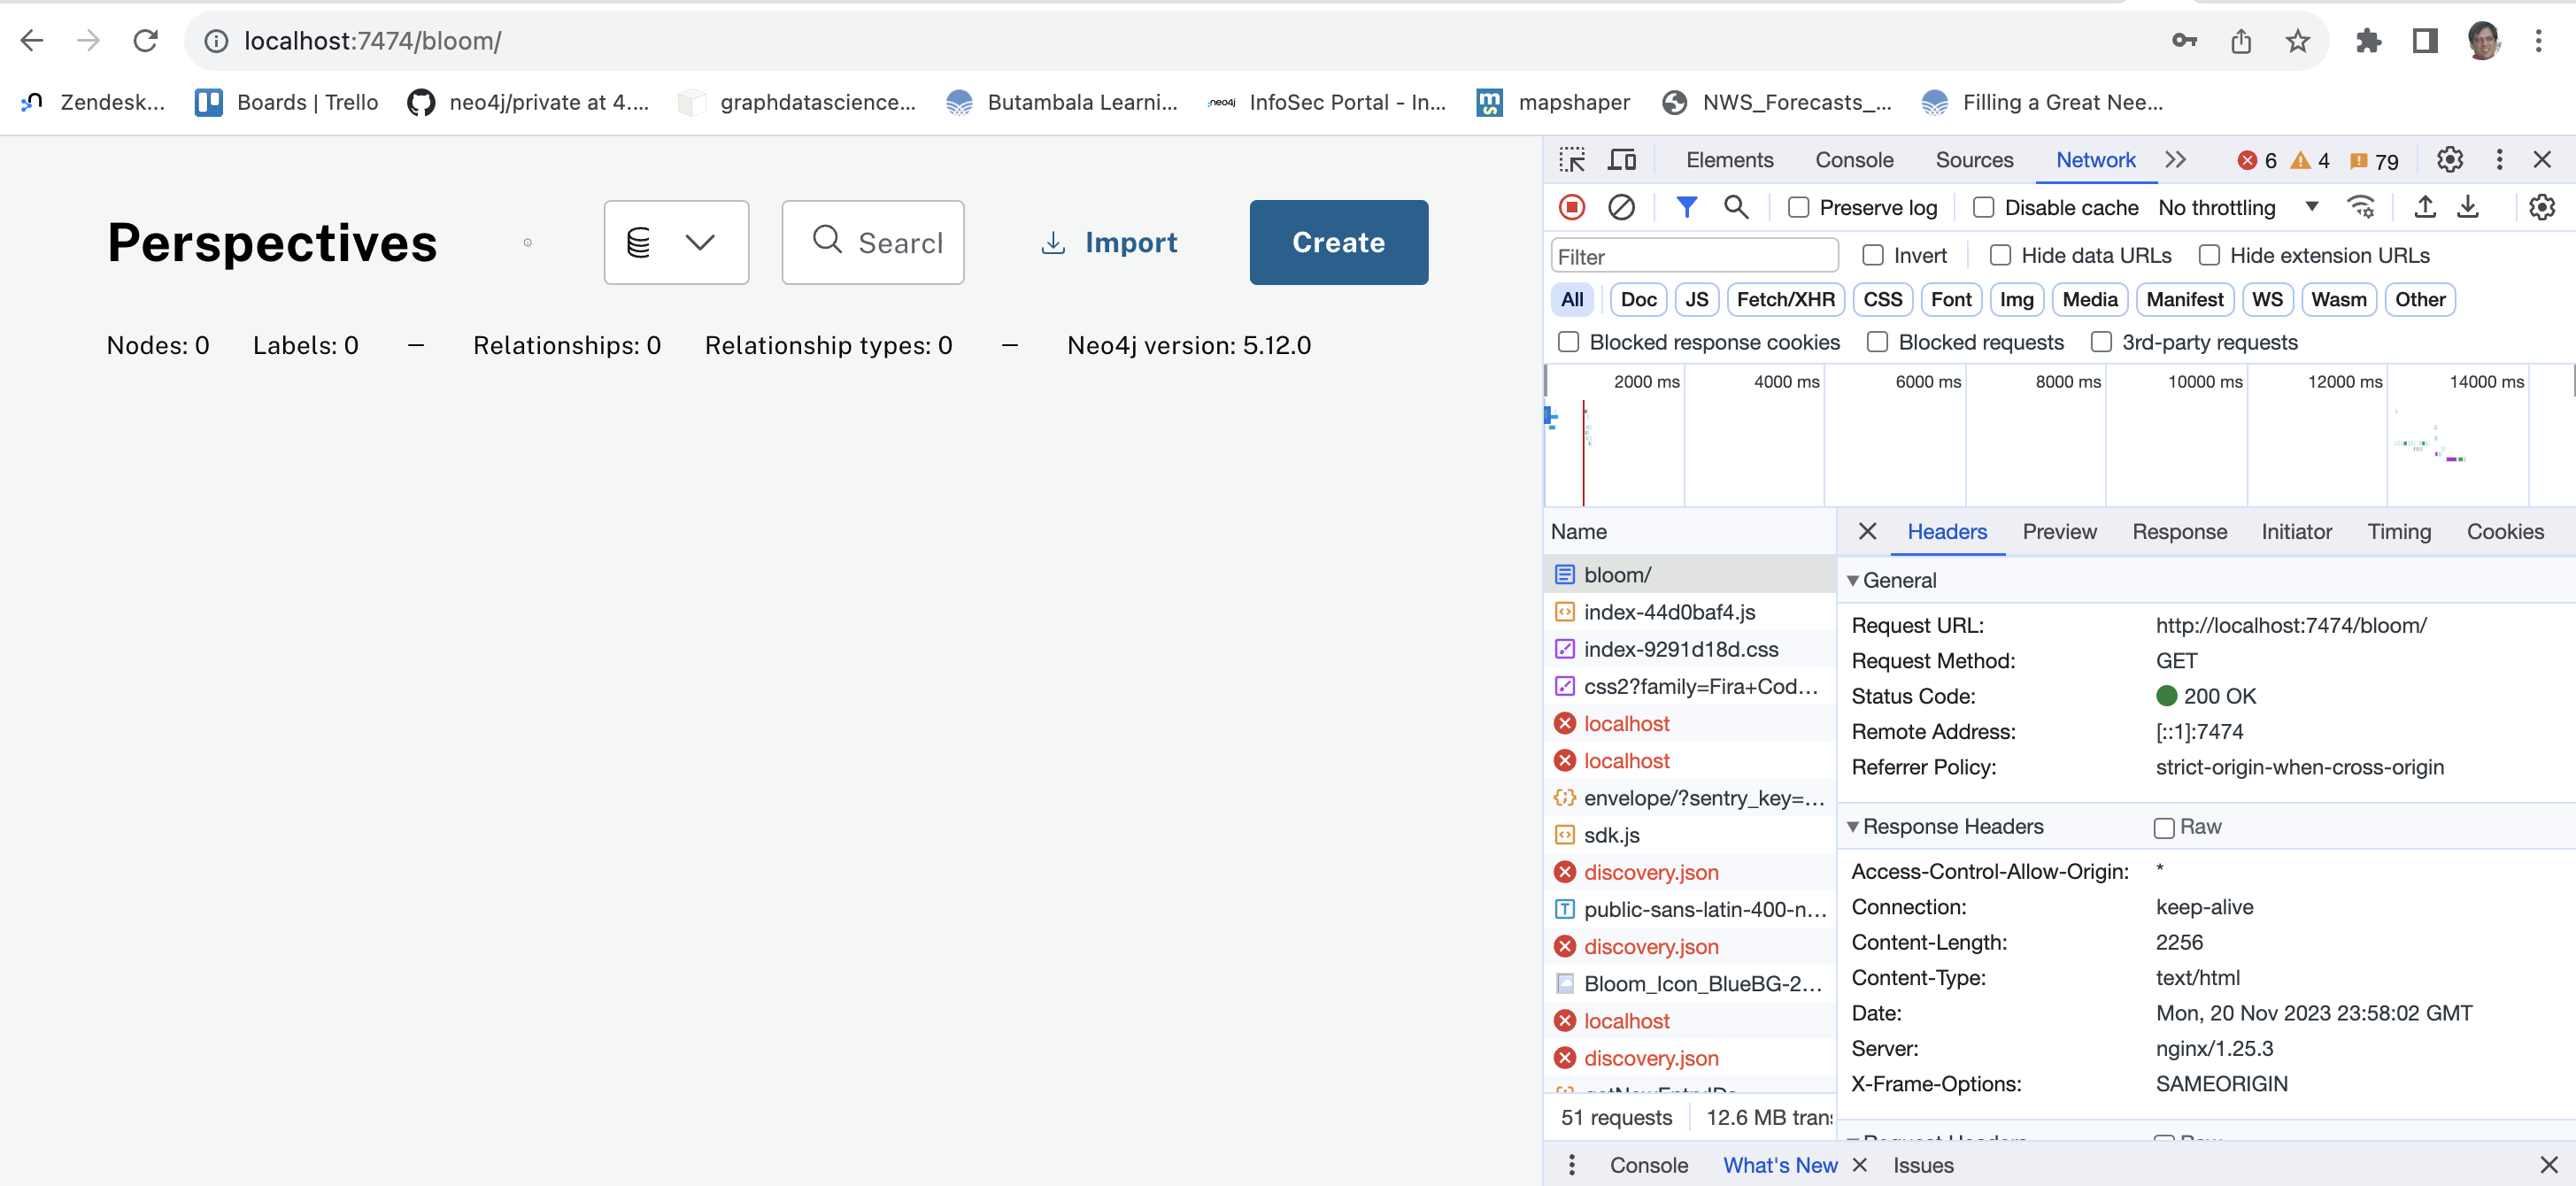 localhost:7474/bloom/
Zendesk... Boards | Trello neo4j/private at 4.... graphdatascience... Butambala Learni... neo4j InfoSec Portal - In... mapshaper NWS_Forecasts_... Filling a Great Nee...
Elements Console Sources Network 6 4 79
Preserve log Disable cache No throttling
Perspectives Search Import Create
Filter Invert Hide data URLs Hide extension URLs
All Doc JS Fetch/XHR CSS Font Img Media Manifest WS Wasm Other
Nodes: 0 Labels: 0 – Relationships: 0 Relationship types: 0 – Neo4j version: 5.12.0
Blocked response cookies Blocked requests 3rd-party requests
2000 ms 4000 ms 6000 ms 8000 ms 10000 ms 12000 ms 14000 ms
Name
bloom/
index-44d0baf4.js
index-9291d18d.css
css2?family=Fira+Cod...
localhost
localhost
envelope/?sentry_key=...
sdk.js
discovery.json
public-sans-latin-400-n...
discovery.json
Bloom_Icon_BlueBG-2...
localhost
discovery.json
51 requests 12.6 MB trans
Headers Preview Response Initiator Timing Cookies
General
Request URL: http://localhost:7474/bloom/
Request Method: GET
Status Code: 200 OK
Remote Address: [::1]:7474
Referrer Policy: strict-origin-when-cross-origin
Response Headers Raw
Access-Control-Allow-Origin: *
Connection: keep-alive
Content-Length: 2256
Content-Type: text/html
Date: Mon, 20 Nov 2023 23:58:02 GMT
Server: nginx/1.25.3
X-Frame-Options: SAMEORIGIN
Console What's New Issues